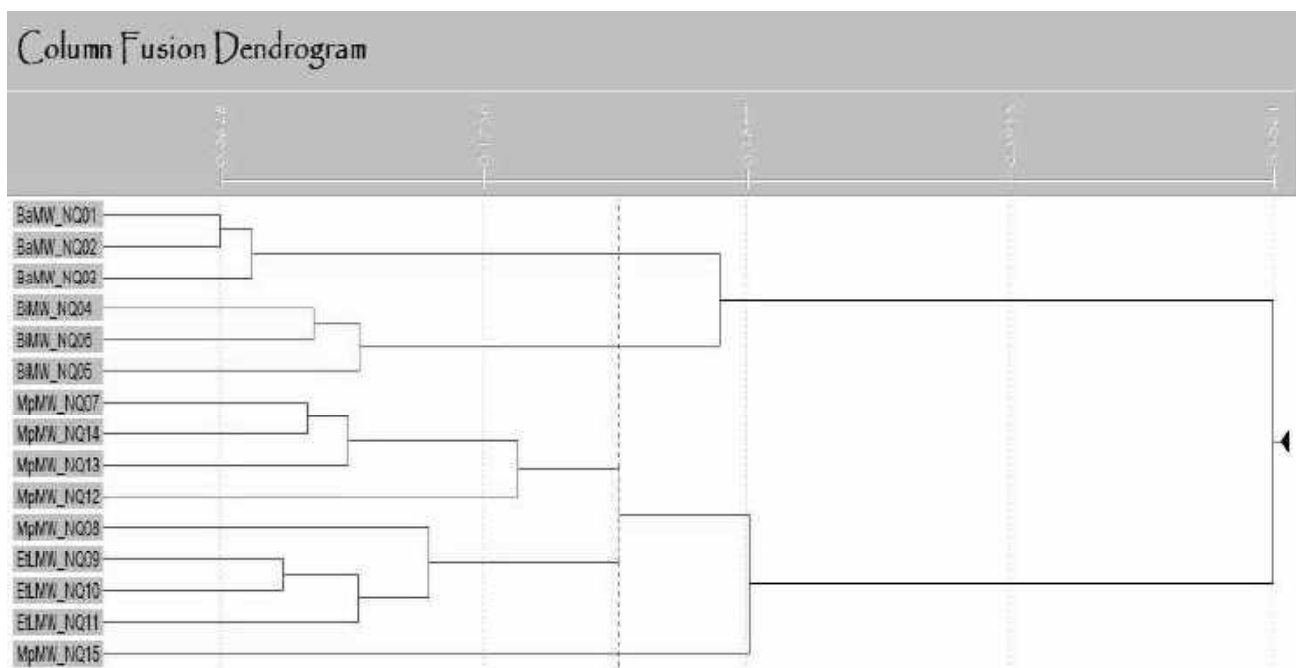 Column Fusion Dendrogram
BaMW_NQ01
BaMW_NQ02
BaMW_NQ03
BiMW_NQ04
BiMW_NQ06
BiMW_NQ05
MpMW_NQ07
MpMW_NQ14
MpMW_NQ13
MpMW_NQ12
MpMW_NQ08
EtLMW_NQ09
EtLMW_NQ10
EtLMW_NQ11
MpMW_NQ15